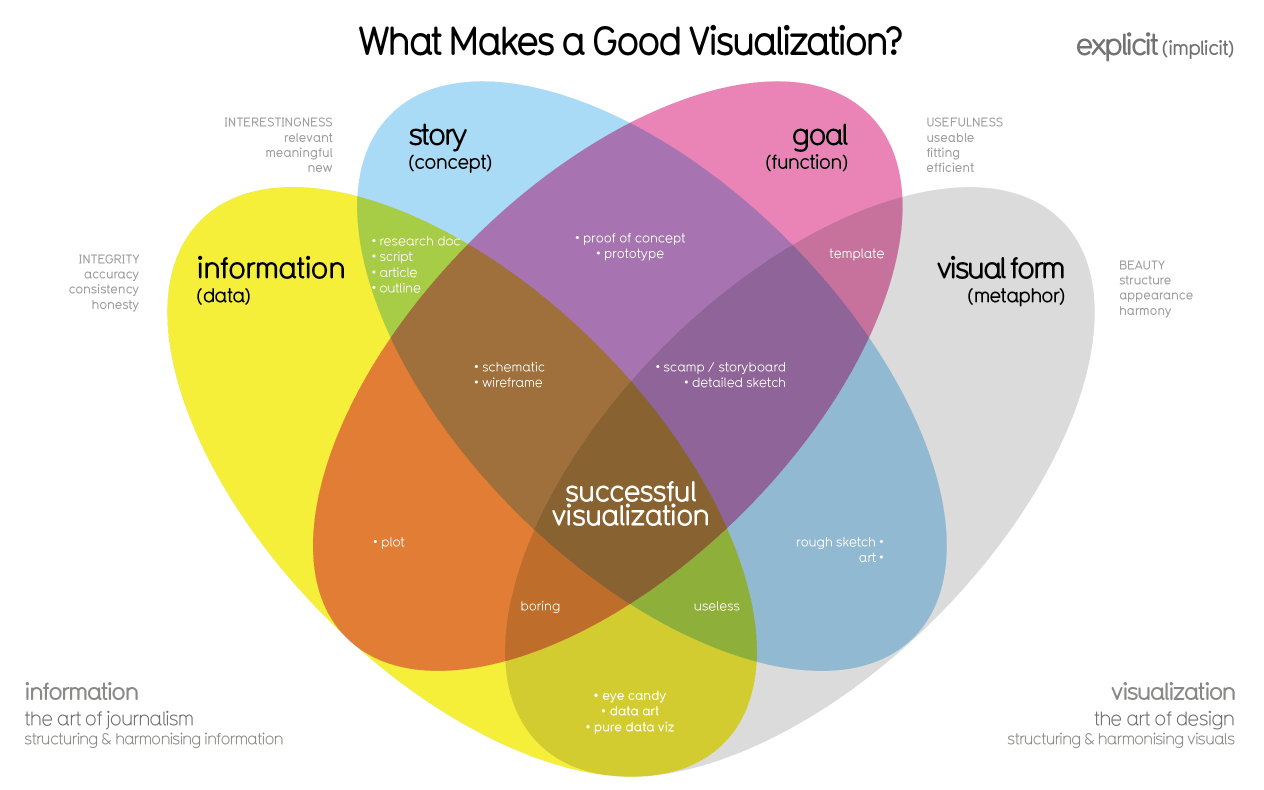 What Makes a Good Visualization?
explicit (implicit)
INTERESTINGNESS
relevant
meaningful
new
story
(concept)
goal
(function)
USEFULNESS
useable
fitting
efficient
INTEGRITY
accuracy
consistency
honesty
information
(data)
• research doc
• script
• article
• outline
• proof of concept
• prototype
template
visual form
(metaphor)
BEAUTY
structure
appearance
harmony
• schematic
• wireframe
• scamp / storyboard
• detailed sketch
successful
visualization
• plot
rough sketch •
art •
boring
useless
• eye candy
• data art
• pure data viz
information
the art of journalism
structuring & harmonising information
visualization
the art of design
structuring & harmonising visuals